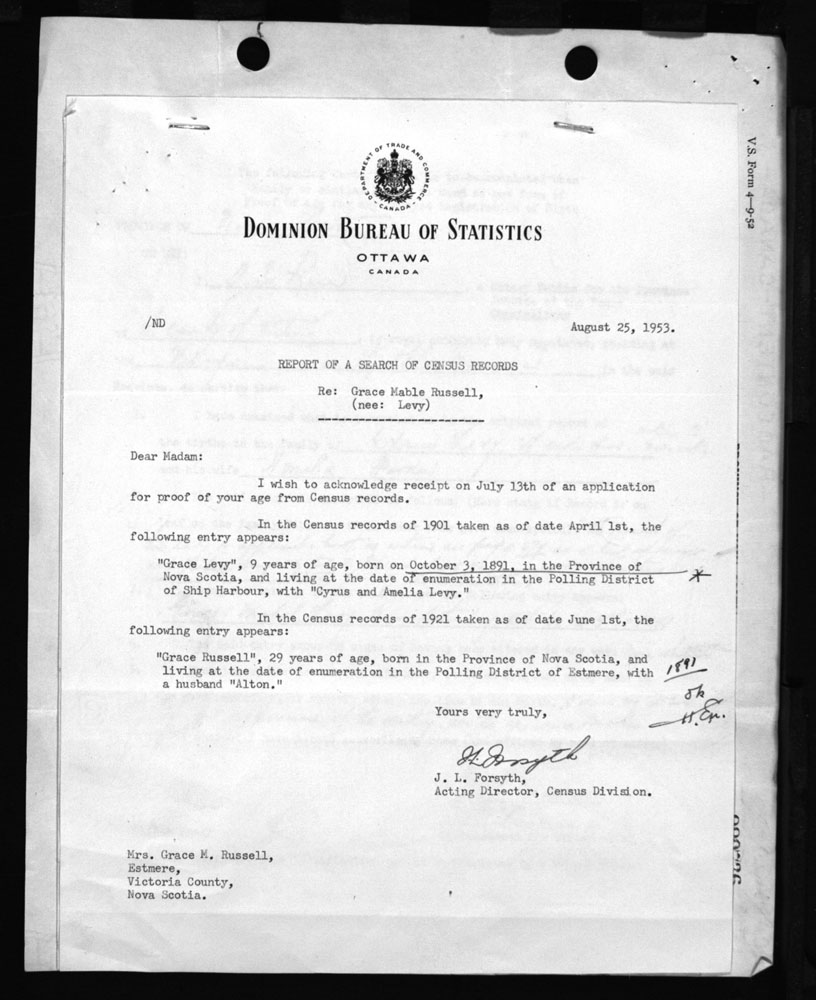 V.S. Form 4—9-52
DEPARTMENT OF TRADE AND COMMERCE
CANADA
DOMINION BUREAU OF STATISTICS
OTTAWA
CANADA
/ND
August 25, 1953.
REPORT OF A SEARCH OF CENSUS RECORDS
Re: Grace Mable Russell,
(nee: Levy)
Dear Madam:
I wish to acknowledge receipt on July 13th of an application
for proof of your age from Census records.
In the Census records of 1901 taken as of date April 1st, the
following entry appears:
"Grace Levy", 9 years of age, born on October 3, 1891, in the Province of
Nova Scotia, and living at the date of enumeration in the Polling District
of Ship Harbour, with "Cyrus and Amelia Levy."
In the Census records of 1921 taken as of date June 1st, the
following entry appears:
"Grace Russell", 29 years of age, born in the Province of Nova Scotia, and
living at the date of enumeration in the Polling District of Estmere, with
a husband "Alton."
1891
ok
Yours very truly,
J. L. Forsyth,
Acting Director, Census Division.
Mrs. Grace M. Russell,
Estmere,
Victoria County,
Nova Scotia.